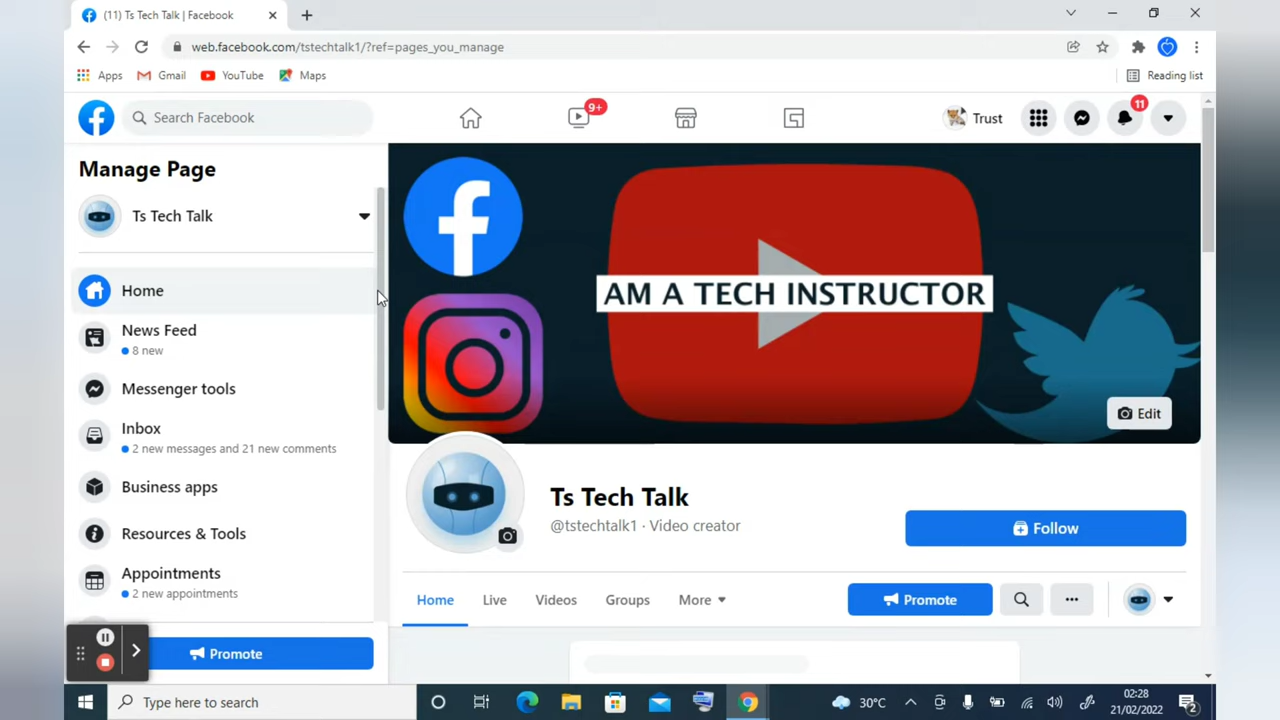 (11) Ts Tech Talk | Facebook
web.facebook.com/tstechtalk1/?ref=pages_you_manage
Apps Gmail YouTube Maps Reading list
Search Facebook
9+
Trust
11
Manage Page
Ts Tech Talk
Home
News Feed
8 new
Messenger tools
Inbox
2 new messages and 21 new comments
Business apps
Resources & Tools
Appointments
2 new appointments
Promote
AM A TECH INSTRUCTOR
Edit
Ts Tech Talk
@tstechtalk1 · Video creator
Follow
Home Live Videos Groups More
Promote
Type here to search
30°C
02:28
21/02/2022
2